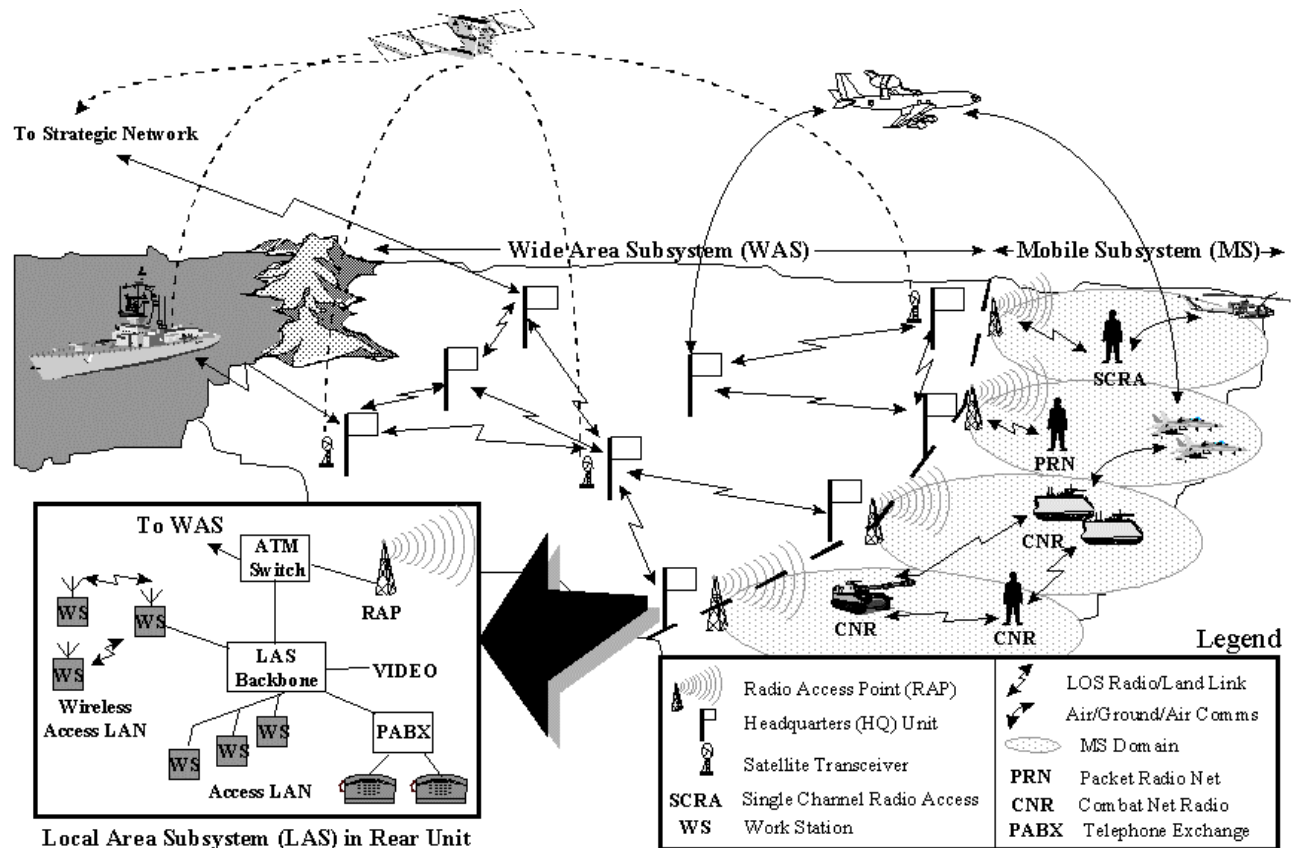 To Strategic Network
Wide Area Subsystem (WAS)
Mobile Subsystem (MS)
SCRA
PRN
CNR
CNR
CNR
To WAS
ATM
Switch
RAP
WS
WS
WS
LAS
Backbone
VIDEO
Wireless
Access LAN
WS
WS
WS
PABX
Access LAN
Local Area Subsystem (LAS) in Rear Unit
Legend
Radio Access Point (RAP)
Headquarters (HQ) Unit
Satellite Transceiver
SCRA Single Channel Radio Access
WS Work Station
LOS Radio/Land Link
Air/Ground/Air Comms
MS Domain
PRN Packet Radio Net
CNR Combat Net Radio
PABX Telephone Exchange